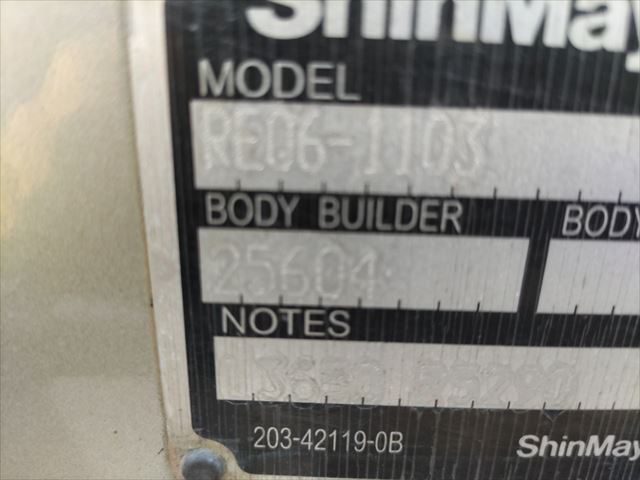 ShinMay
MODEL
RE06-1103
BODY BUILDER BODY
25604
NOTES
203-42119-0B ShinMay